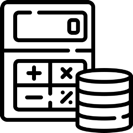 0
+ ×
- %